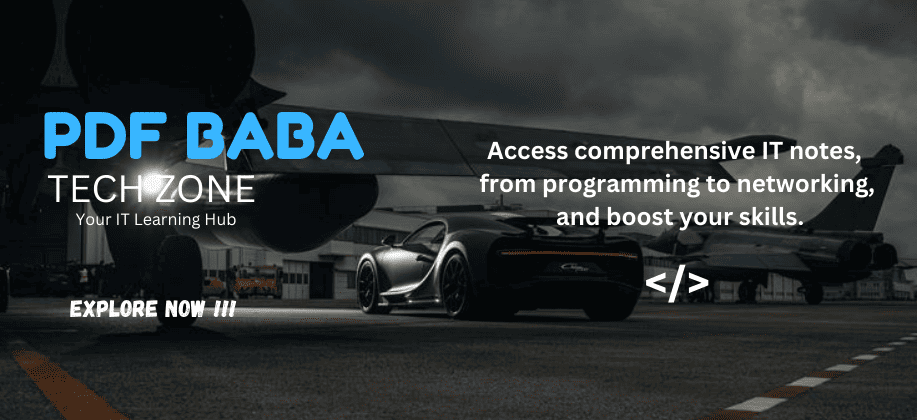 PDF BABA
TECH ZONE
Your IT Learning Hub
EXPLORE NOW !!!
Access comprehensive IT notes,
from programming to networking,
and boost your skills.
</>